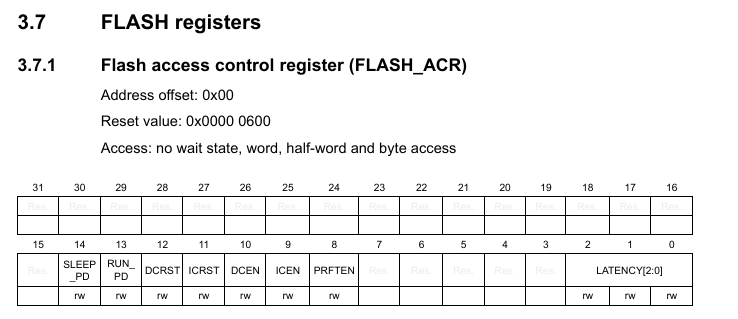 3.7 FLASH registers
3.7.1 Flash access control register (FLASH_ACR)
Address offset: 0x00
Reset value: 0x0000 0600
Access: no wait state, word, half-word and byte access
31 30 29 28 27 26 25 24 23 22 21 20 19 18 17 16
Res. Res. Res. Res. Res. Res. Res. Res. Res. Res. Res. Res. Res. Res. Res. Res.
15 14 13 12 11 10 9 8 7 6 5 4 3 2 1 0
Res. SLEEP_PD RUN_PD DCRST ICRST DCEN ICEN PRFTEN Res. Res. Res. Res. Res. LATENCY[2:0]
rw rw rw rw rw rw rw rw rw rw